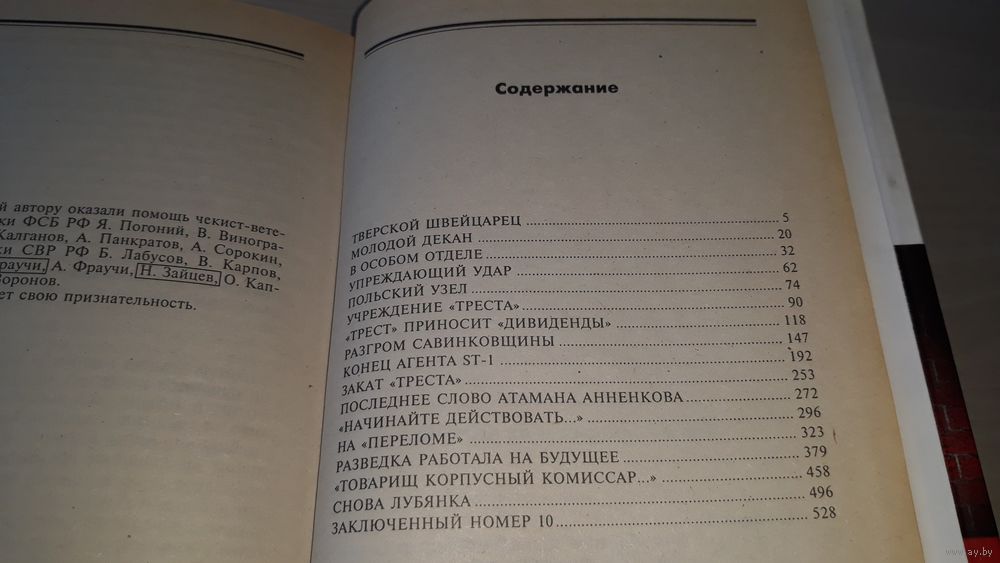 й автору оказали помощь чекист-вете-
ки ФСБ РФ Я. Погоний, В. Виногра-
Калганов, А. Панкратов, А. Сорокин,
ки СВР РФ Б. Лабусов, В. Карпов,
раучи, А. Фраучи, Н. Зайцев, О. Кап-
Воронов.
ет свою признательность.
Содержание
ТВЕРСКОЙ ШВЕЙЦАРЕЦ 5
МОЛОДОЙ ДЕКАН 20
В ОСОБОМ ОТДЕЛЕ 32
УПРЕЖДАЮЩИЙ УДАР 62
ПОЛЬСКИЙ УЗЕЛ 74
УЧРЕЖДЕНИЕ «ТРЕСТА» 90
«ТРЕСТ» ПРИНОСИТ «ДИВИДЕНДЫ» 118
РАЗГРОМ САВИНКОВЩИНЫ 147
КОНЕЦ АГЕНТА ST-1 192
ЗАКАТ «ТРЕСТА» 253
ПОСЛЕДНЕЕ СЛОВО АТАМАНА АННЕНКОВА 272
«НАЧИНАЙТЕ ДЕЙСТВОВАТЬ...» 296
НА «ПЕРЕЛОМЕ» 323
РАЗВЕДКА РАБОТАЛА НА БУДУЩЕЕ 379
«ТОВАРИЩ КОРПУСНЫЙ КОМИССАР...» 458
СНОВА ЛУБЯНКА 496
ЗАКЛЮЧЕННЫЙ НОМЕР 10 528
www.ay.by